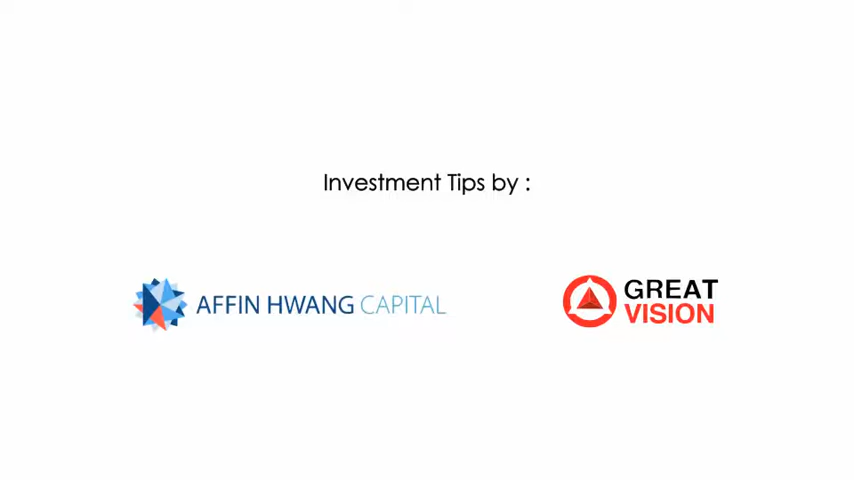 Investment Tips by :
AFFIN HWANG CAPITAL
GREAT
VISION